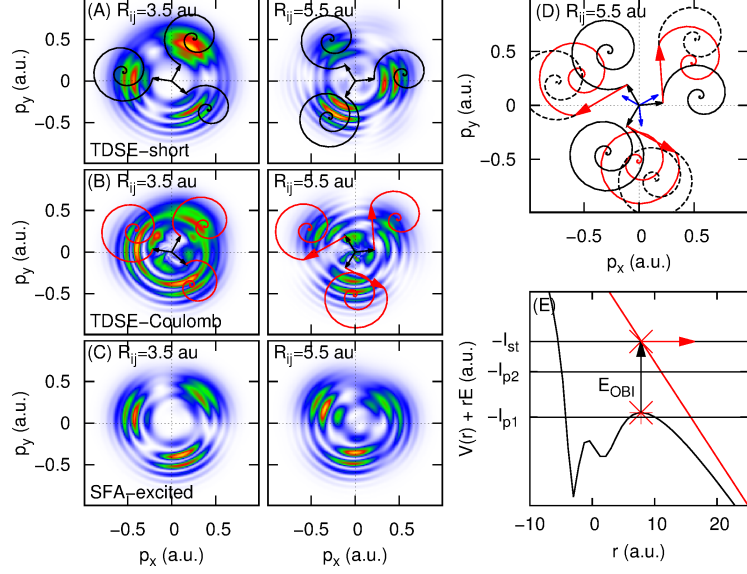 (A) R_ij=3.5 au
R_ij=5.5 au
(D) R_ij=5.5 au
p_y (a.u.)
0.5
0
−0.5
TDSE−short
p_y (a.u.)
0.5
0
−0.5
−0.5
0
0.5
p_x (a.u.)
(B) R_ij=3.5 au
R_ij=5.5 au
p_y (a.u.)
0.5
0
−0.5
TDSE−Coulomb
(C) R_ij=3.5 au
R_ij=5.5 au
p_y (a.u.)
0.5
0
−0.5
SFA−excited
−0.5
0
0.5
−0.5
0
0.5
p_x (a.u.)
p_x (a.u.)
(E)
V(r) + rE (a.u.)
−I_st
−I_p2
−I_p1
E_OBI
−10
0
10
20
r (a.u.)